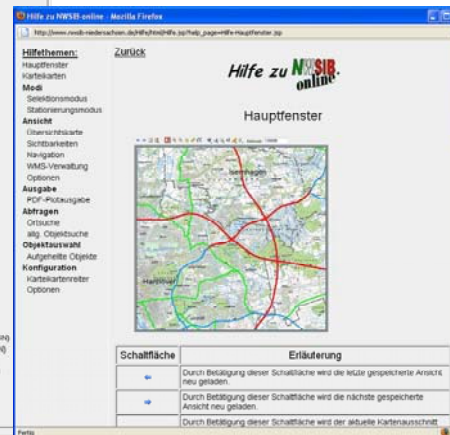 Hilfe zu NWSIB-online - Mozilla Firefox
http://www.nwsib-niedersachsen.de/Hilfe/html/Hilfe.jsp?help_page=Hilfe-Hauptfenster.jsp
Hilfethemen:
Hauptfenster
Karteikarten
Modi
Selektionsmodus
Stationierungsmodus
Ansicht
Übersichtskarte
Sichtbarkeiten
Navigation
WMS-Verwaltung
Optionen
Ausgabe
PDF-Plotausgabe
Abfragen
Ortsuche
allg. Objektsuche
Objektauswahl
Aufgehellte Objekte
Konfiguration
Karteikartenreiter
Optionen
Zurück
Hilfe zu NWSIB
online.
Hauptfenster
Isernhagen
Hannover
Schaltfläche Erläuterung
Durch Betätigung dieser Schaltfläche wird die letzte gespeicherte Ansicht
neu geladen.
Durch Betätigung dieser Schaltfläche wird die nächste gespeicherte
Ansicht neu geladen.
Durch Betätigung dieser Schaltfläche wird der aktuelle Kartenausschnitt
Fertig